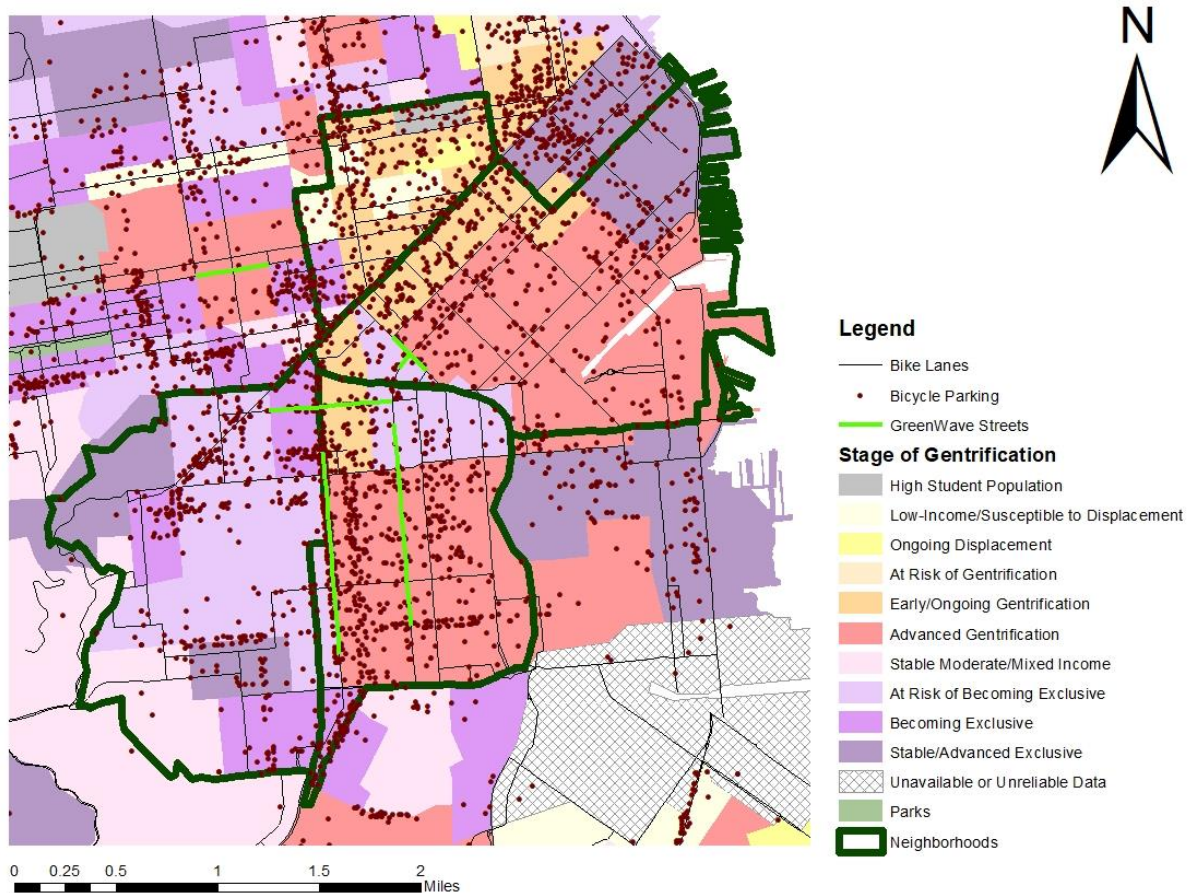 N
Legend
Bike Lanes
Bicycle Parking
GreenWave Streets
Stage of Gentrification
High Student Population
Low-Income/Susceptible to Displacement
Ongoing Displacement
At Risk of Gentrification
Early/Ongoing Gentrification
Advanced Gentrification
Stable Moderate/Mixed Income
At Risk of Becoming Exclusive
Becoming Exclusive
Stable/Advanced Exclusive
Unavailable or Unreliable Data
Parks
Neighborhoods
0 0.25 0.5 1 1.5 2
Miles